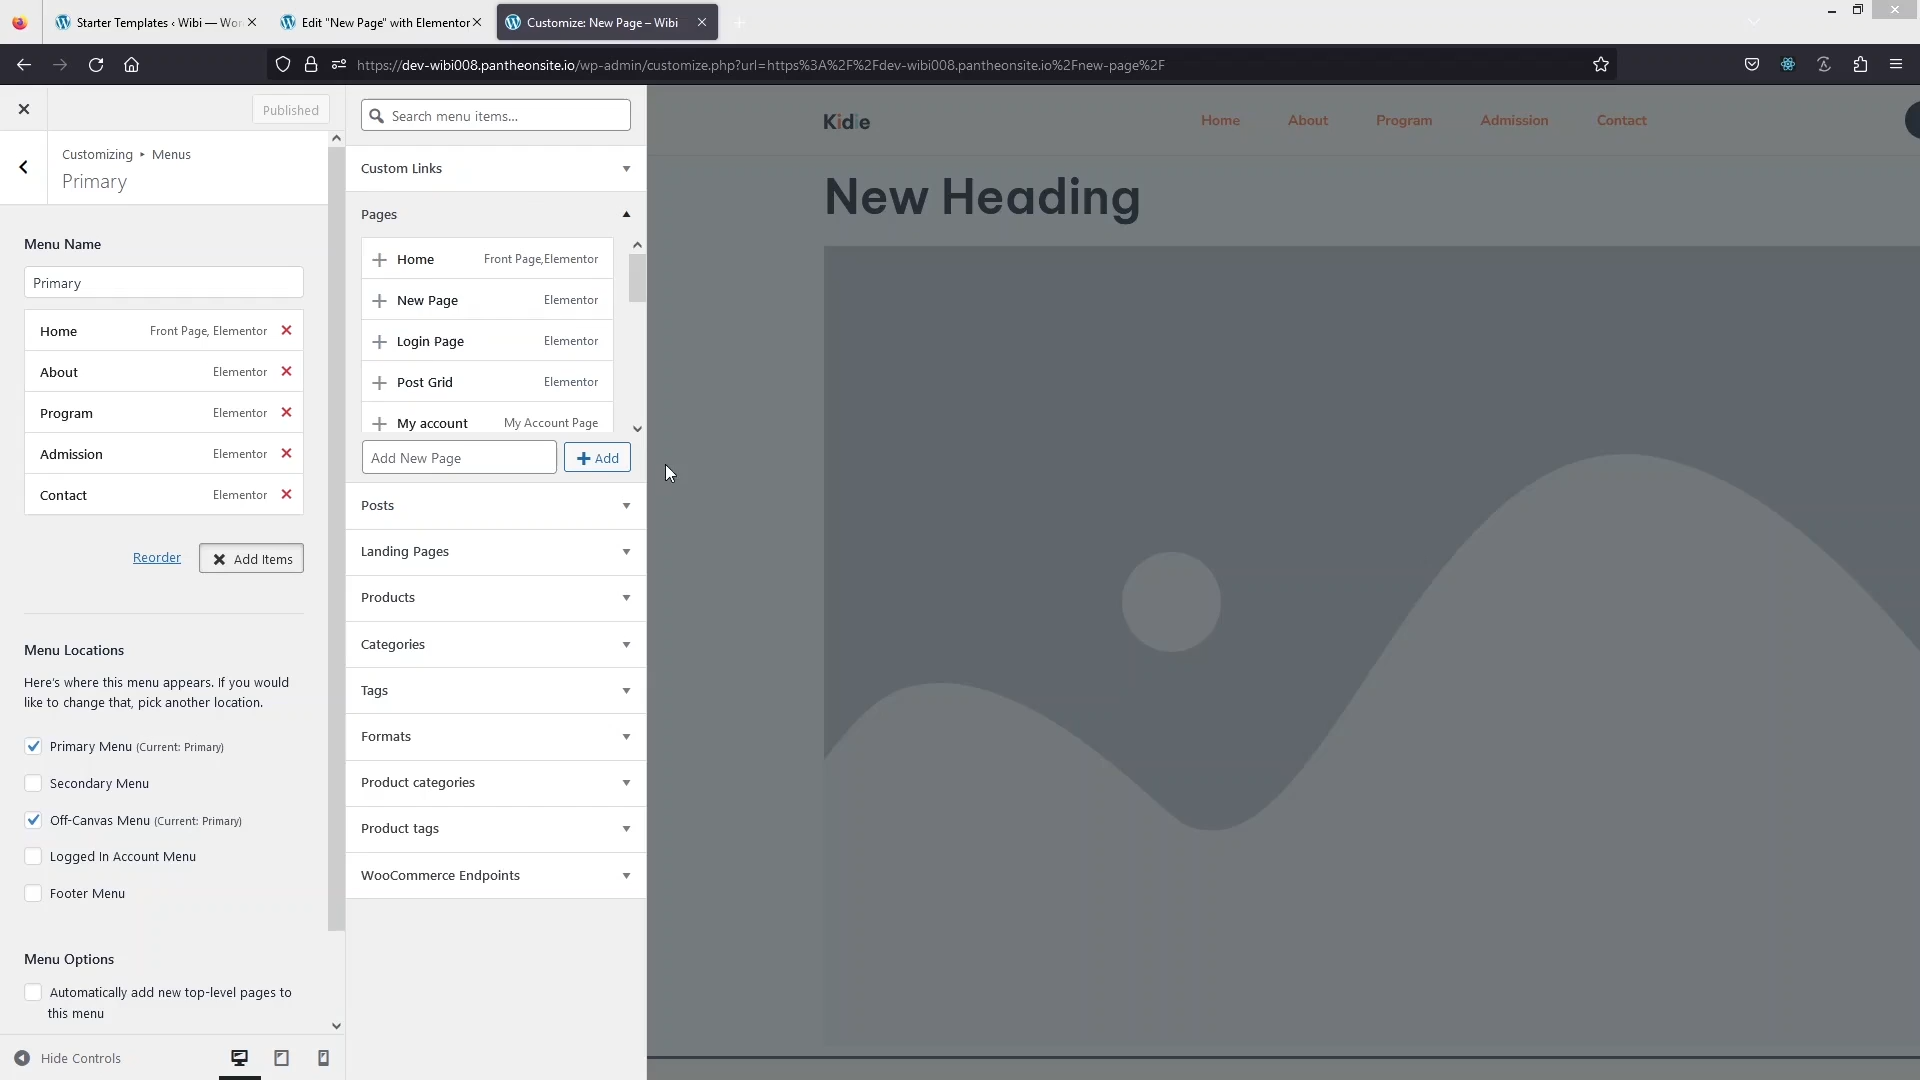 Starter Templates ‹ Wibi — Wor
Edit "New Page" with Elementor
Customize: New Page – Wibi
https://dev-wibi008.pantheonsite.io/wp-admin/customize.php?url=https%3A%2F%2Fdev-wibi008.pantheonsite.io%2Fnew-page%2F
Published
Customizing ▸ Menus
Primary
Menu Name
Primary
Home Front Page, Elementor
About Elementor
Program Elementor
Admission Elementor
Contact Elementor
Reorder
Add Items
Menu Locations
Here's where this menu appears. If you would
like to change that, pick another location.
Primary Menu (Current: Primary)
Secondary Menu
Off-Canvas Menu (Current: Primary)
Logged In Account Menu
Footer Menu
Menu Options
Automatically add new top-level pages to
this menu
Hide Controls
Search menu items...
Custom Links
Pages
Home Front Page,Elementor
New Page Elementor
Login Page Elementor
Post Grid Elementor
My account My Account Page
Add New Page
Add
Posts
Landing Pages
Products
Categories
Tags
Formats
Product categories
Product tags
WooCommerce Endpoints
Kidie
Home
About
Program
Admission
Contact
New Heading